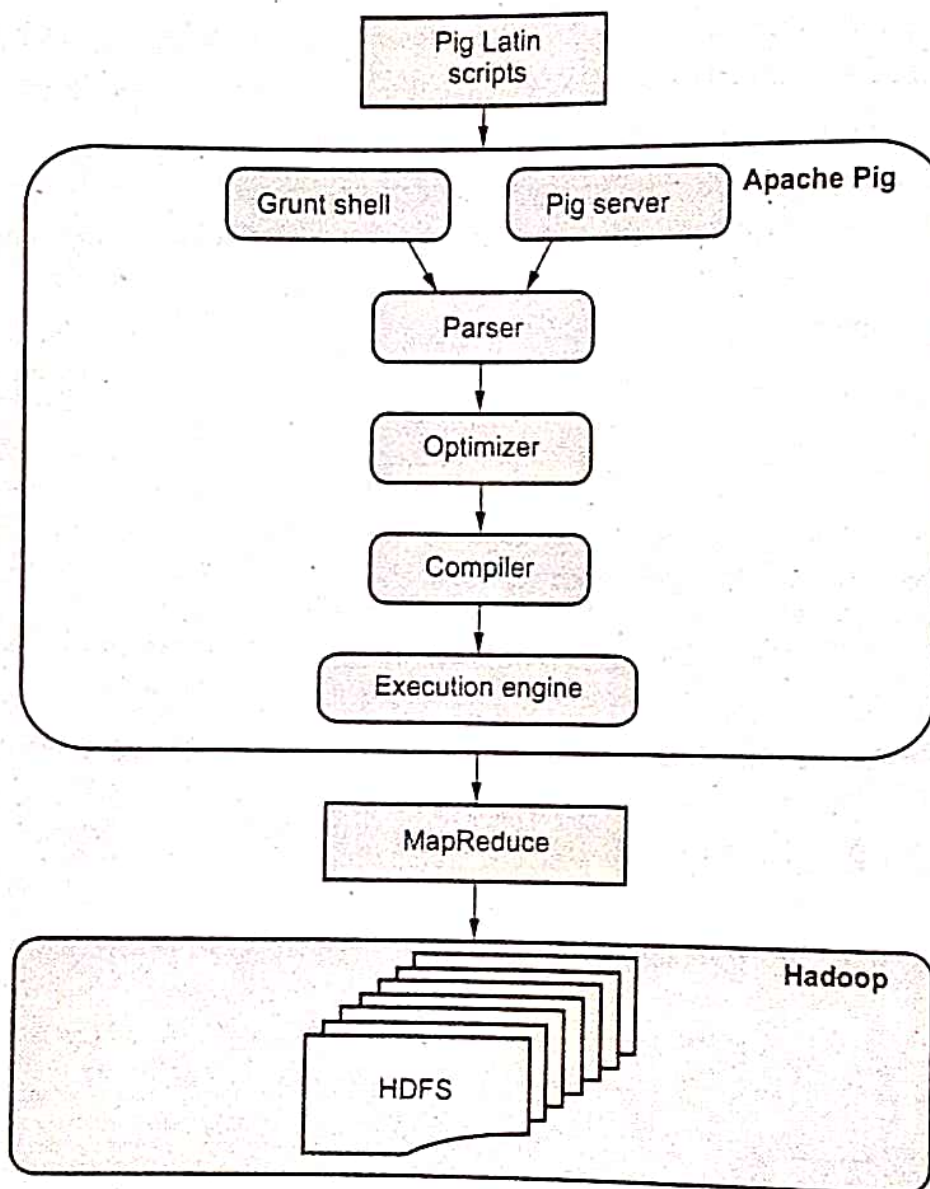 Pig Latin
scripts
Apache Pig
Grunt shell
Pig server
Parser
Optimizer
Compiler
Execution engine
MapReduce
Hadoop
HDFS